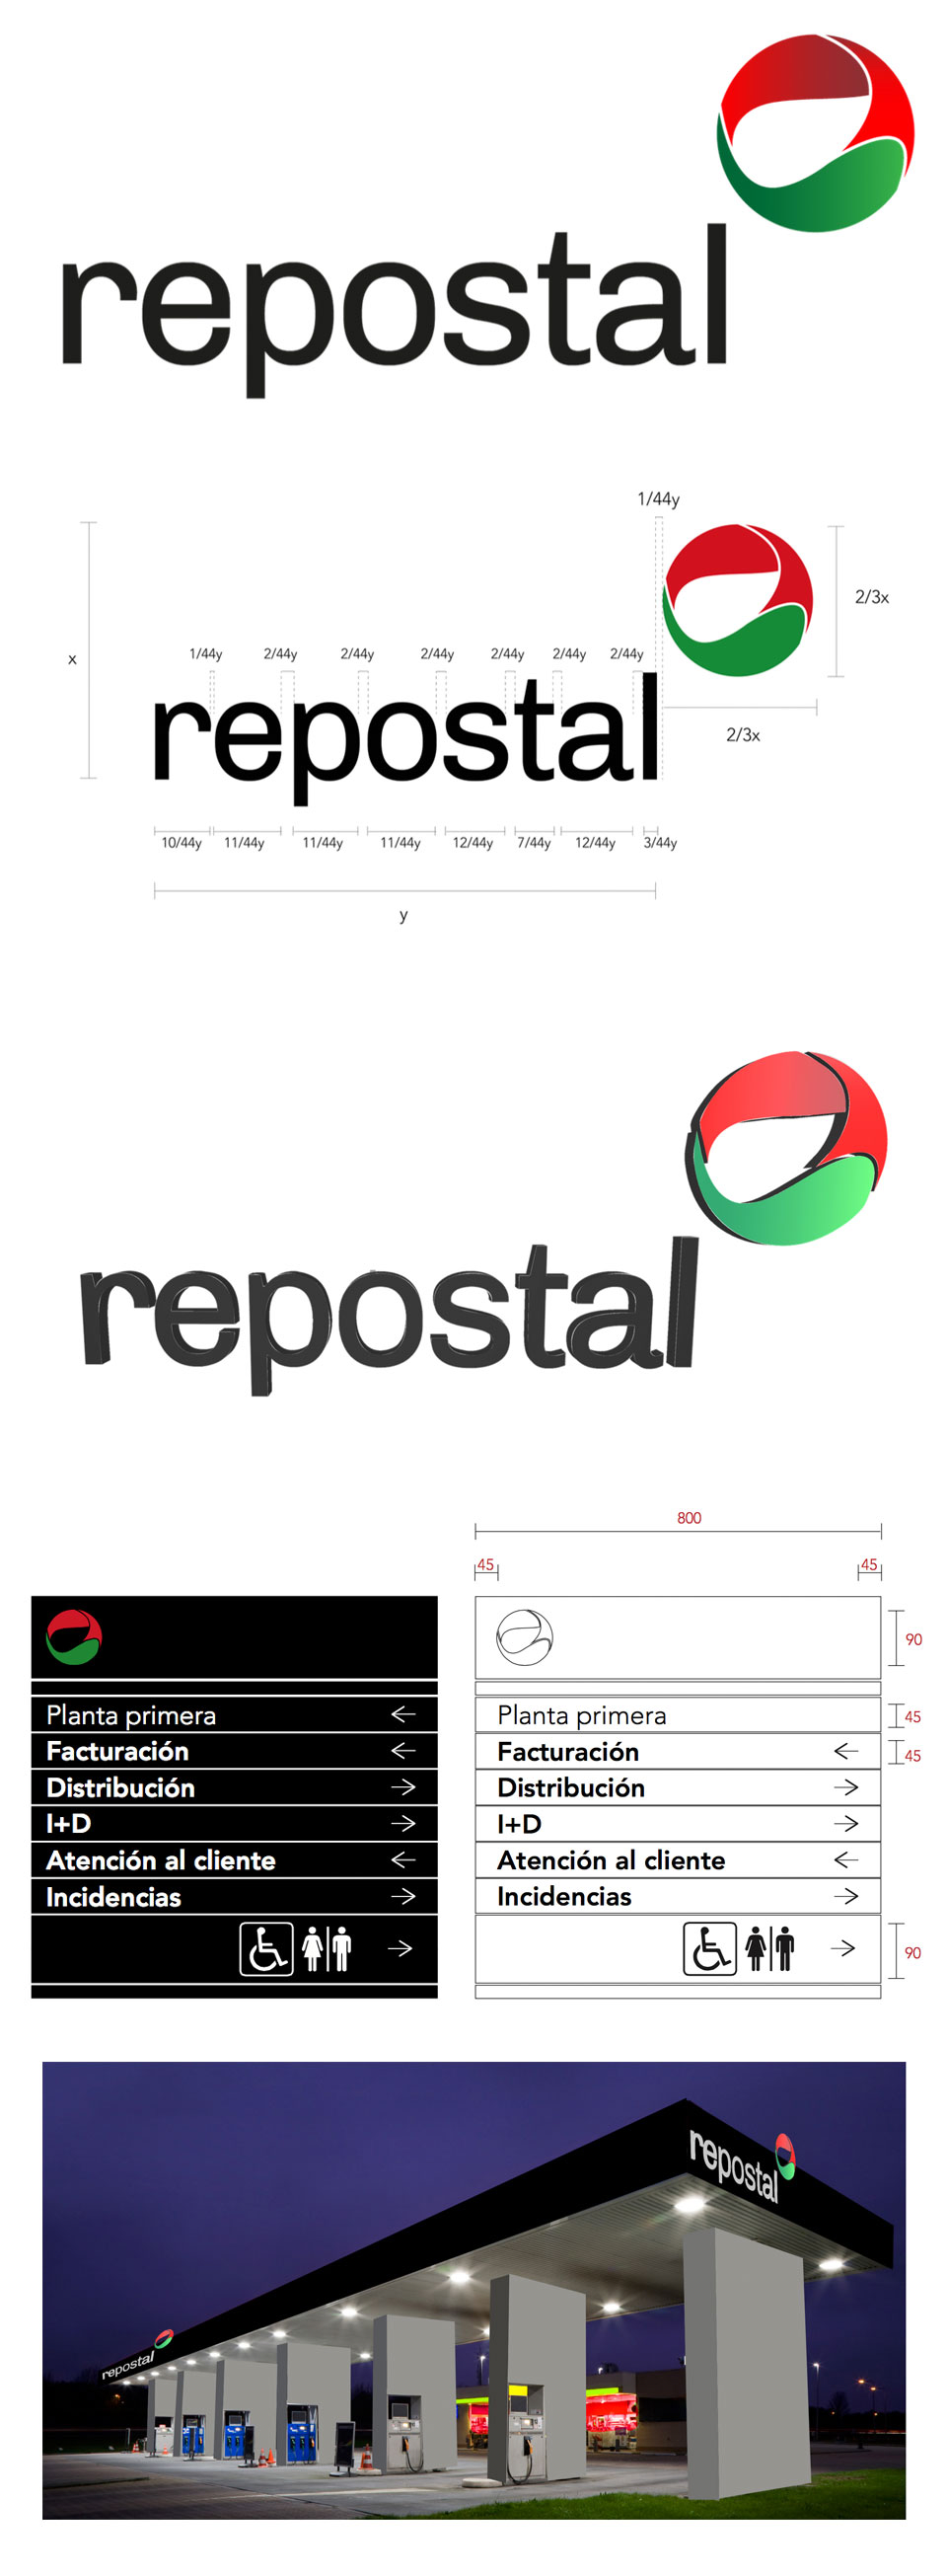 repostal
1/44y
2/3x
x
1/44y 2/44y 2/44y 2/44y 2/44y 2/44y 2/44y
repostal
2/3x
10/44y 11/44y 11/44y 11/44y 12/44y 7/44y 12/44y 3/44y
y
repostal
800
45 45
90
Planta primera
Facturación
Distribución
I+D
Atención al cliente
Incidencias
Planta primera
45
Facturación
45
Distribución
I+D
Atención al cliente
Incidencias
90
repostal
repostal